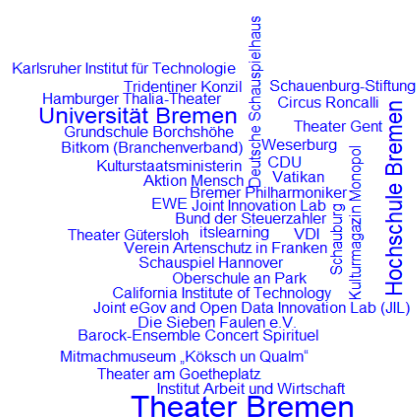 Karlsruher Institut für Technologie
Tridentiner Konzil
Schauenburg-Stiftung
Hamburger Thalia-Theater
Circus Roncalli
Universität Bremen
Deutsche Schauspielhaus
Theater Gent
Grundschule Borchshöhe
Bitkom (Branchenverband)
Weserburg
Kulturstaatsministerin
CDU
Aktion Mensch
Vatikan
Bremer Philharmoniker
EWE
Joint Innovation Lab
Bund der Steuerzahler
Theater Gütersloh
itslearning
VDI
Schauburg
Kulturmagazin Monopol
Hochschule Bremen
Verein Artenschutz in Franken
Schauspiel Hannover
Oberschule an Park
California Institute of Technology
Joint eGov and Open Data Innovation Lab (JIL)
Die Sieben Faulen e.V.
Barock-Ensemble Concert Spirituel
Mitmachmuseum „Köksch un Qualm“
Theater am Goetheplatz
Institut Arbeit und Wirtschaft
Theater Bremen